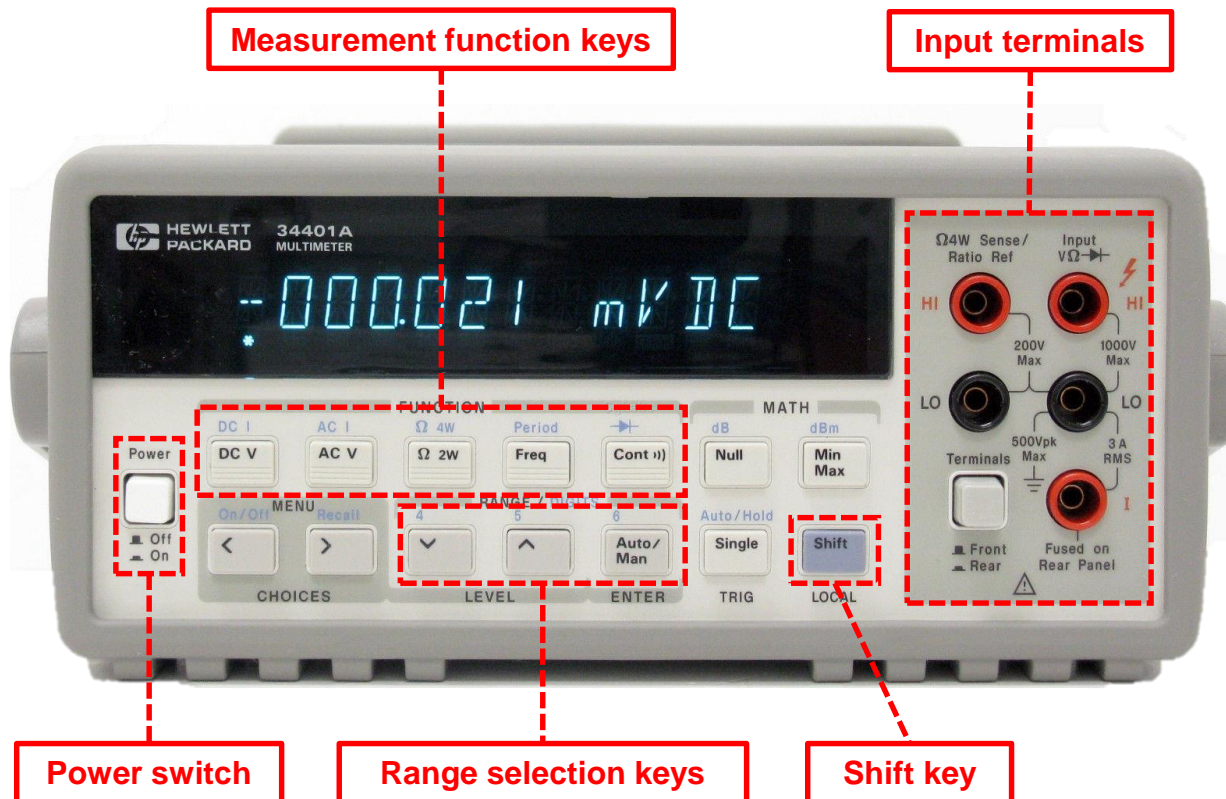 Measurement function keys
Input terminals
HEWLETT
PACKARD
34401A
MULTIMETER
-000.021 mVDC
*
Ω4W Sense/
Ratio Ref
Input
VΩ
HI
HI
200V
Max
1000V
Max
LO
LO
500Vpk
Max
3A
RMS
Terminals
I
Front
Rear
Fused on
Rear Panel
FUNCTION
MATH
DC I
AC I
Ω 4W
Period
dB
dBm
Power
DC V
AC V
Ω 2W
Freq
Cont
Null
Min
Max
Off
On
MENU
RANGE / DIGITS
On/Off
Recall
4
5
6
Auto/Hold
<
>
Auto/
Man
Single
Shift
CHOICES
LEVEL
ENTER
TRIG
LOCAL
Power switch
Range selection keys
Shift key